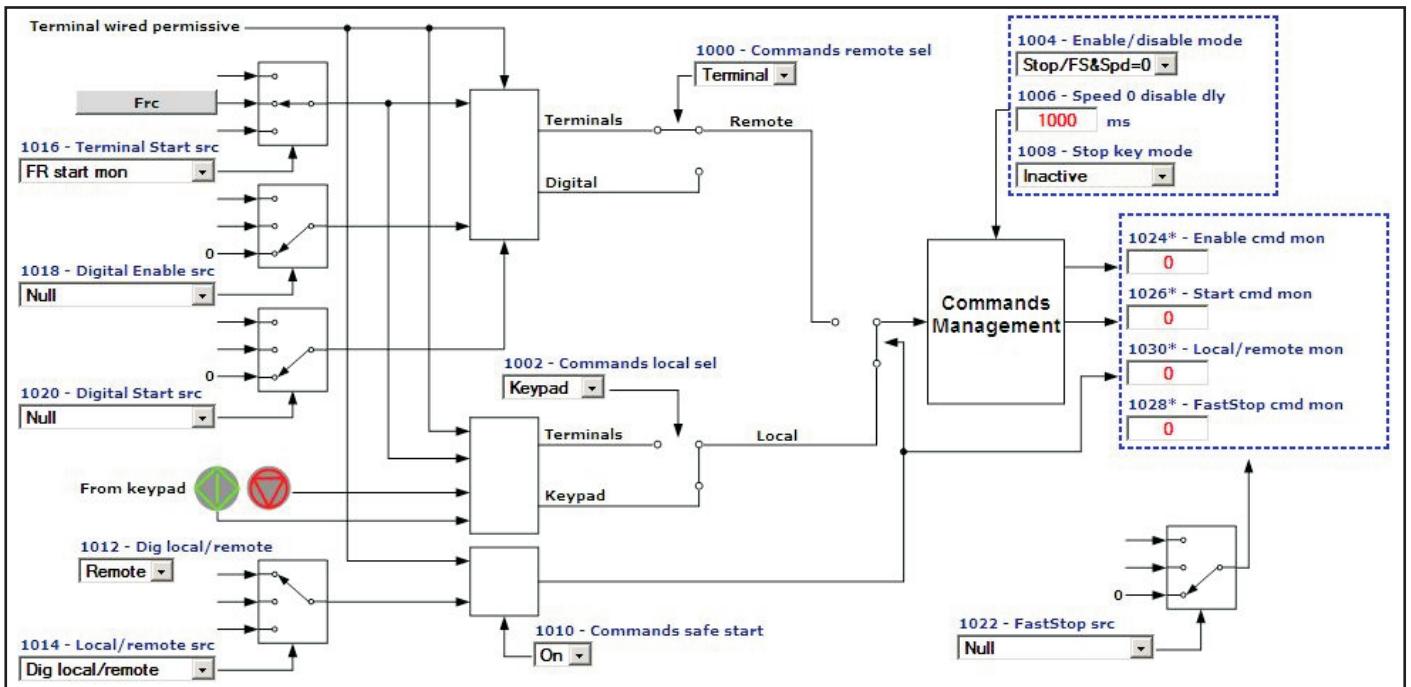 Terminal wired permissive
Frc
1016 - Terminal Start src
FR start mon
0
1018 - Digital Enable src
Null
0
1020 - Digital Start src
Null
From keypad
1012 - Dig local/remote
Remote
1014 - Local/remote src
Dig local/remote
1000 - Commands remote sel
Terminal
Terminals
Remote
Digital
1002 - Commands local sel
Keypad
Terminals
Local
Keypad
1010 - Commands safe start
On
1004 - Enable/disable mode
Stop/FS&Spd=0
1006 - Speed 0 disable dly
1000 ms
1008 - Stop key mode
Inactive
Commands
Management
1024* - Enable cmd mon
0
1026* - Start cmd mon
0
1030* - Local/remote mon
0
1028* - FastStop cmd mon
0
0
1022 - FastStop src
Null